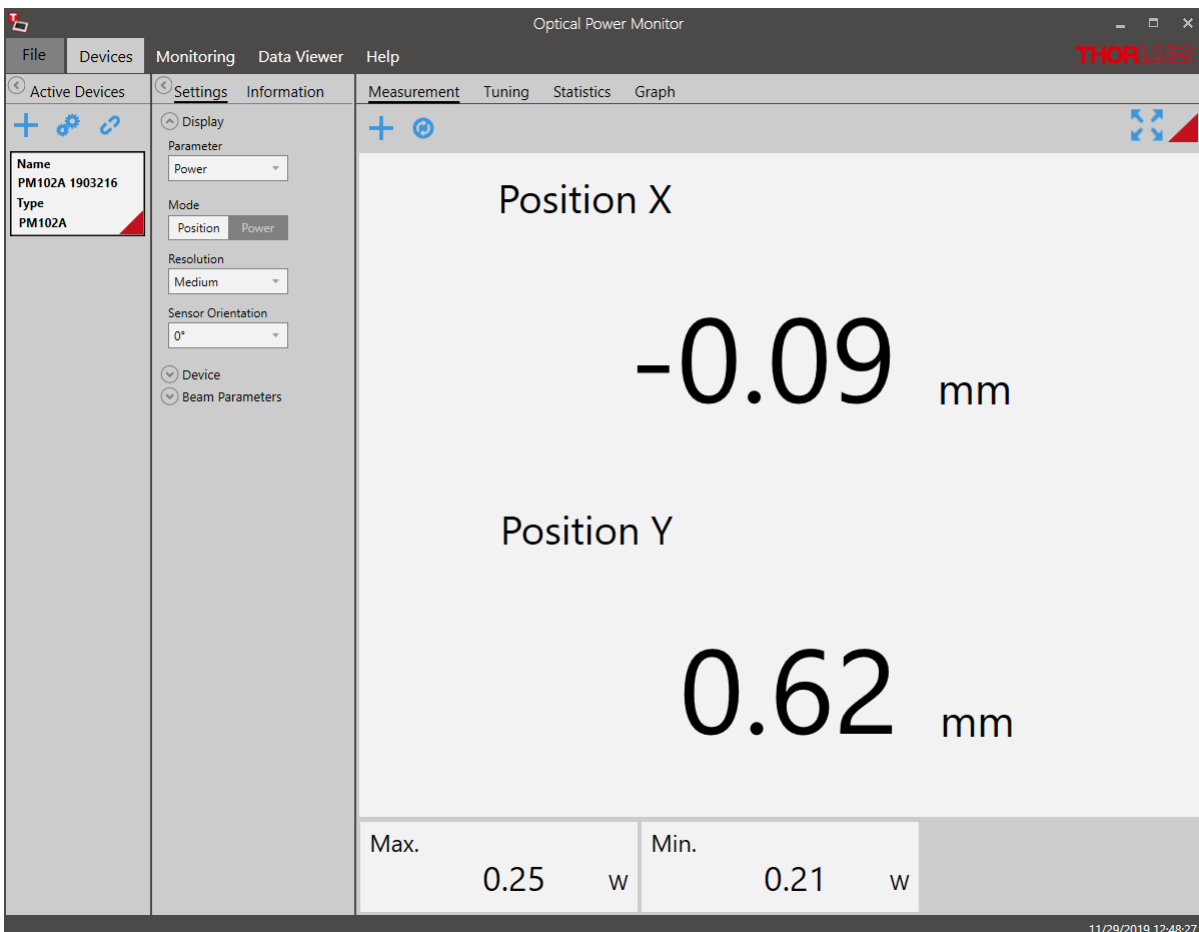 Optical Power Monitor
File Devices Monitoring Data Viewer Help
THORLABS
Active Devices
Name
PM102A 1903216
Type
PM102A
Settings Information
Display
Parameter
Power
Mode
Position Power
Resolution
Medium
Sensor Orientation
0°
Device
Beam Parameters
Measurement Tuning Statistics Graph
Position X
-0.09 mm
Position Y
0.62 mm
Max.
0.25 W
Min.
0.21 W
11/29/2019 12:48:27